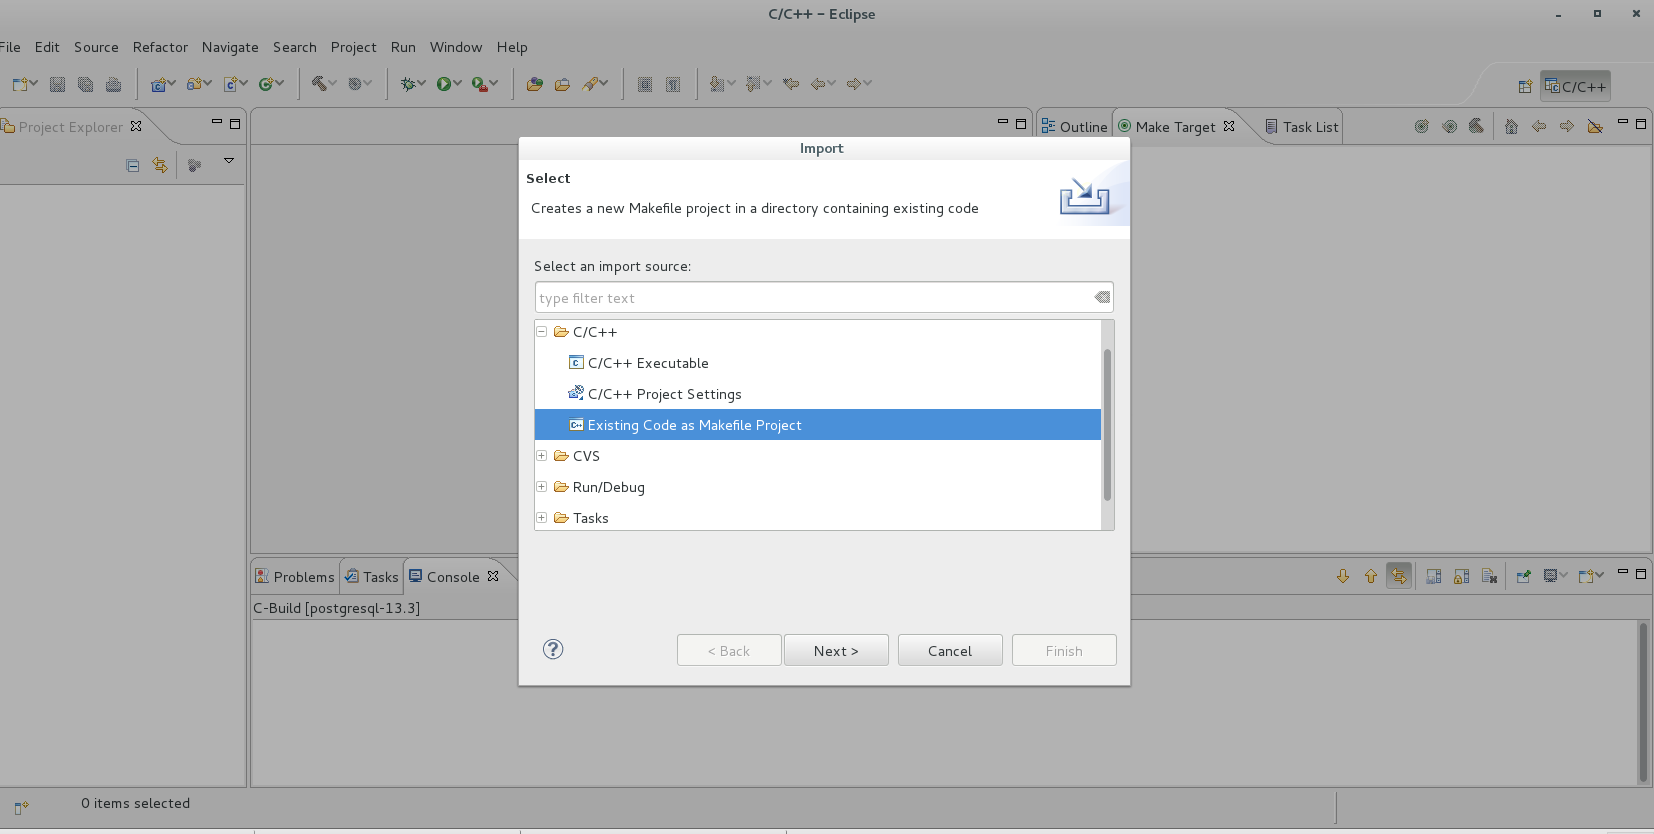 C/C++ – Eclipse
File Edit Source Refactor Navigate Search Project Run Window Help
C/C++
Project Explorer
Outline Make Target Task List
Import
Select
Creates a new Makefile project in a directory containing existing code
Select an import source:
type filter text
C/C++
C/C++ Executable
C/C++ Project Settings
Existing Code as Makefile Project
CVS
Run/Debug
Tasks
Problems Tasks Console
C-Build [postgresql-13.3]
< Back Next > Cancel Finish
0 items selected